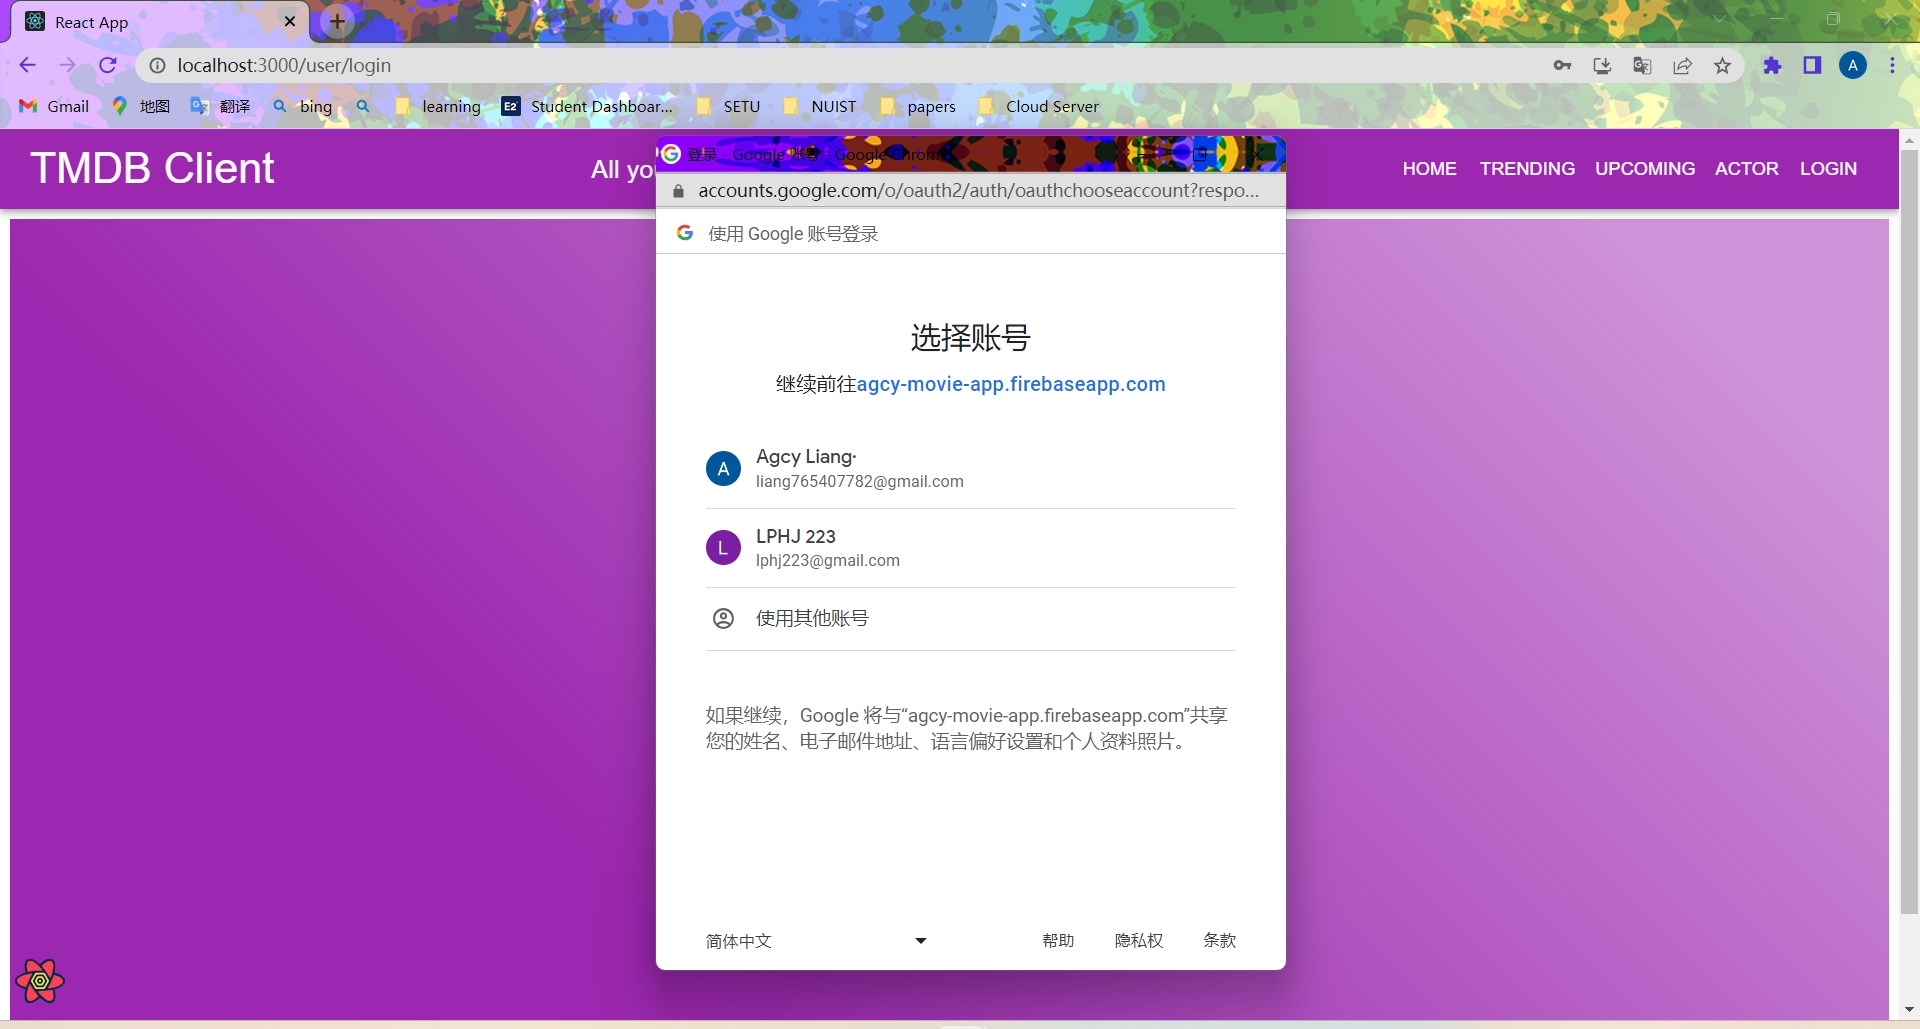 React App
localhost:3000/user/login
A
Gmail
地图
翻译
bing
learning
E2
Student Dashboar...
SETU
NUIST
papers
Cloud Server
TMDB Client
All you
HOME
TRENDING
UPCOMING
ACTOR
LOGIN
登录 - Google 账号 - Google Chrome
accounts.google.com/o/oauth2/auth/oauthchooseaccount?respo...
使用 Google 账号登录
选择账号
继续前往agcy-movie-app.firebaseapp.com
A
Agcy Liang·
liang765407782@gmail.com
L
LPHJ 223
lphj223@gmail.com
使用其他账号
如果继续，Google 将与“agcy-movie-app.firebaseapp.com”共享
您的姓名、电子邮件地址、语言偏好设置和个人资料照片。
简体中文
帮助
隐私权
条款